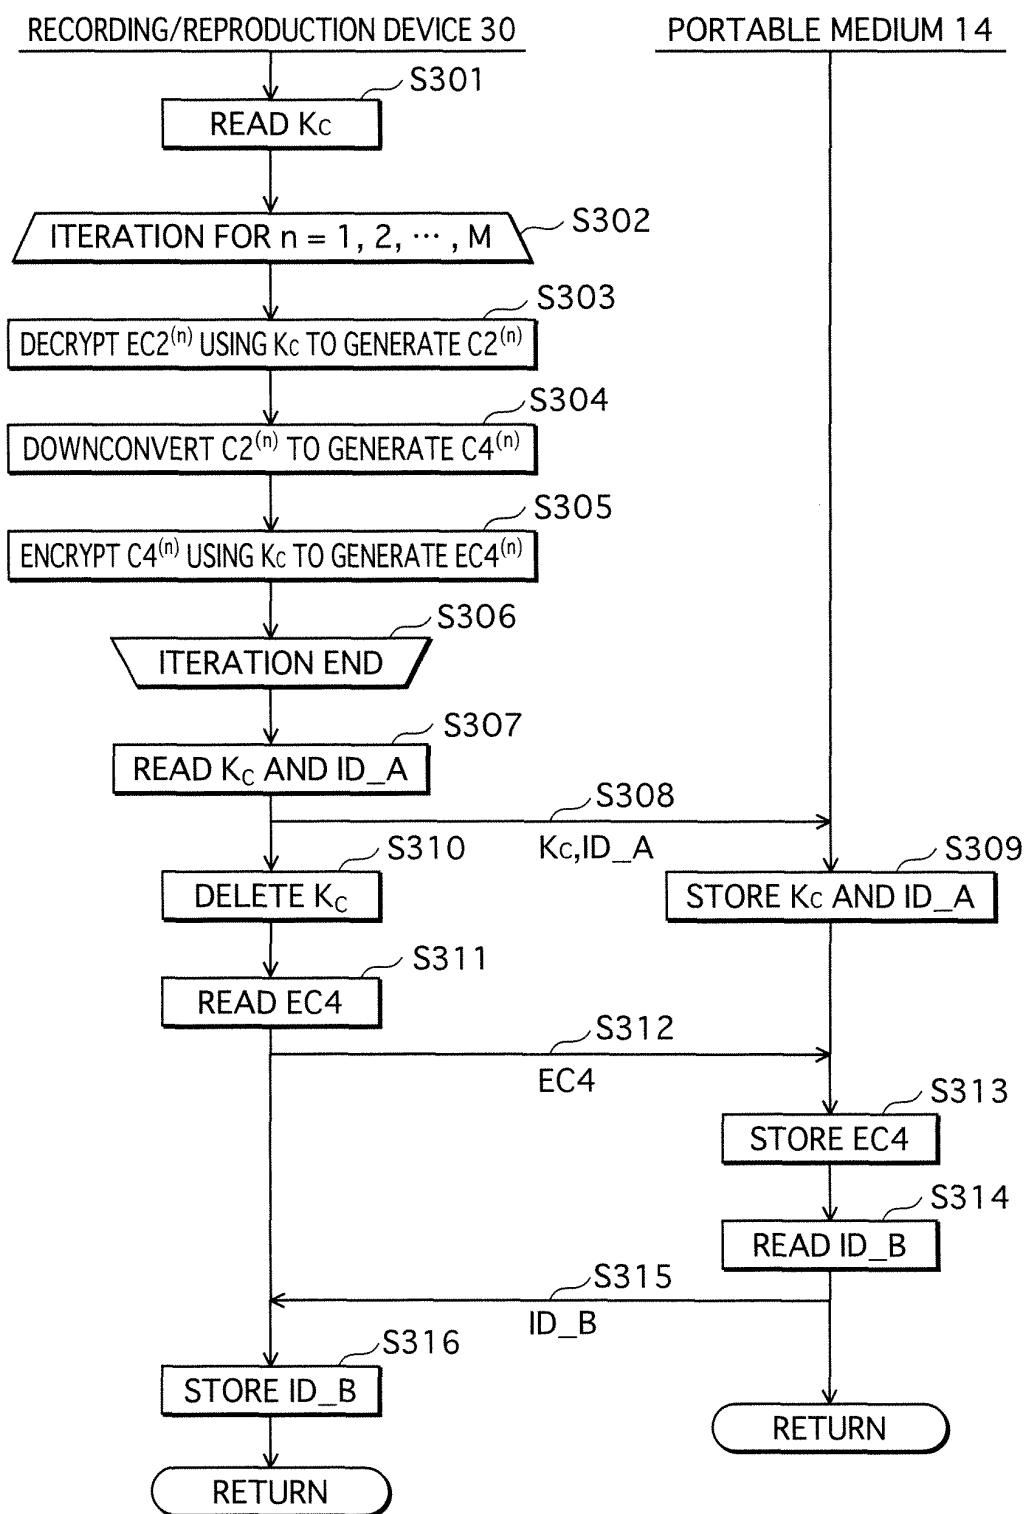 RECORDING/REPRODUCTION DEVICE 30
PORTABLE MEDIUM 14
S301
READ Kc
S302
ITERATION FOR n = 1, 2, ⋯ , M
S303
DECRYPT EC2⁽ⁿ⁾ USING Kc TO GENERATE C2⁽ⁿ⁾
S304
DOWNCONVERT C2⁽ⁿ⁾ TO GENERATE C4⁽ⁿ⁾
S305
ENCRYPT C4⁽ⁿ⁾ USING Kc TO GENERATE EC4⁽ⁿ⁾
S306
ITERATION END
S307
READ KC AND ID_A
S308
Kc,ID_A
S309
STORE Kc AND ID_A
S310
DELETE KC
S311
READ EC4
S312
EC4
S313
STORE EC4
S314
READ ID_B
S315
ID_B
S316
STORE ID_B
RETURN
RETURN